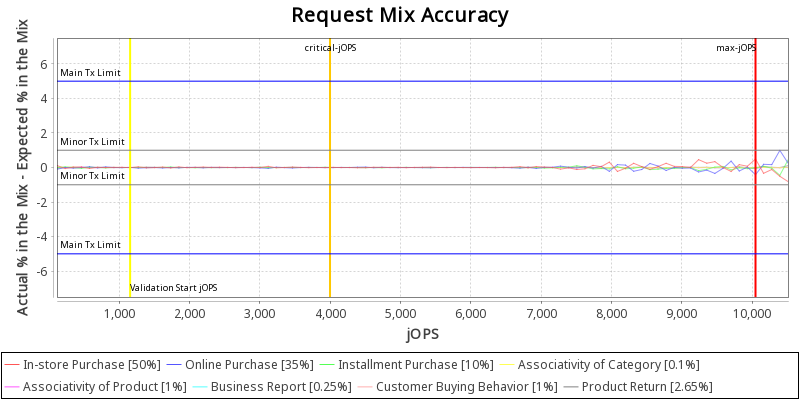 Request Mix Accuracy
Actual % in the Mix - Expected % in the Mix
critical-jOPS
max-jOPS
6
Main Tx Limit
4
2
Minor Tx Limit
0
Minor Tx Limit
-2
-4
Main Tx Limit
-6
Validation Start jOPS
1,000 2,000 3,000 4,000 5,000 6,000 7,000 8,000 9,000 10,000
jOPS
In-store Purchase [50%] Online Purchase [35%] Installment Purchase [10%] Associativity of Category [0.1%]
Associativity of Product [1%] Business Report [0.25%] Customer Buying Behavior [1%] Product Return [2.65%]